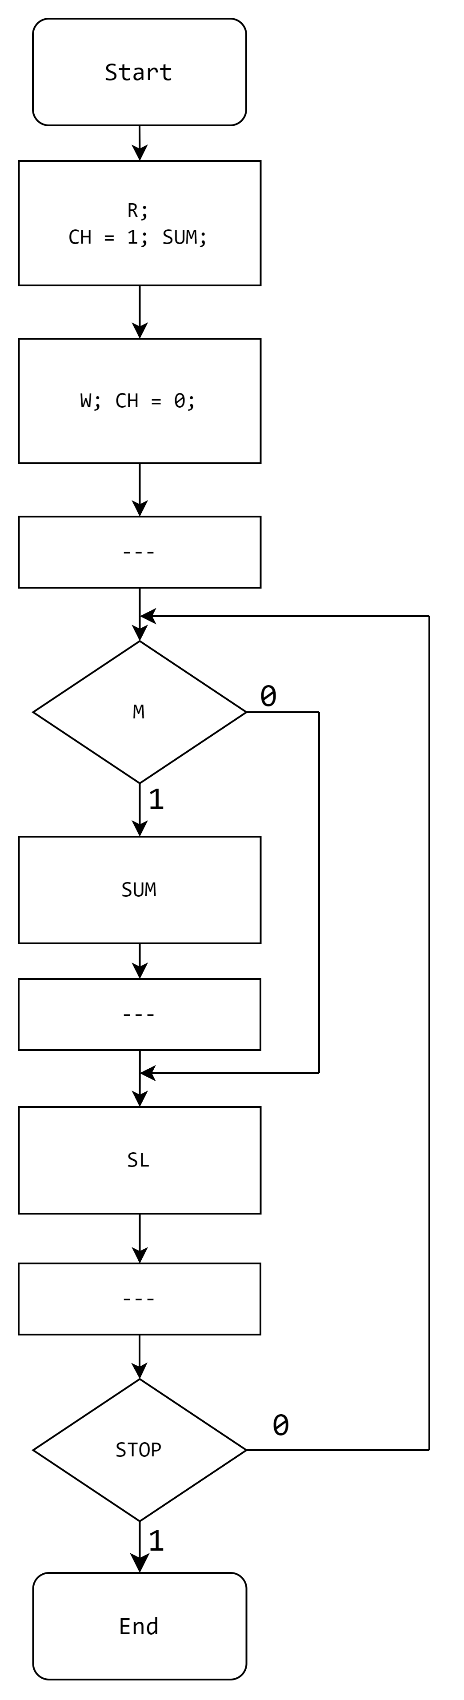 Start
R;
CH = 1; SUM;
W; CH = 0;
---
M
0
1
SUM
---
SL
---
STOP
0
1
End